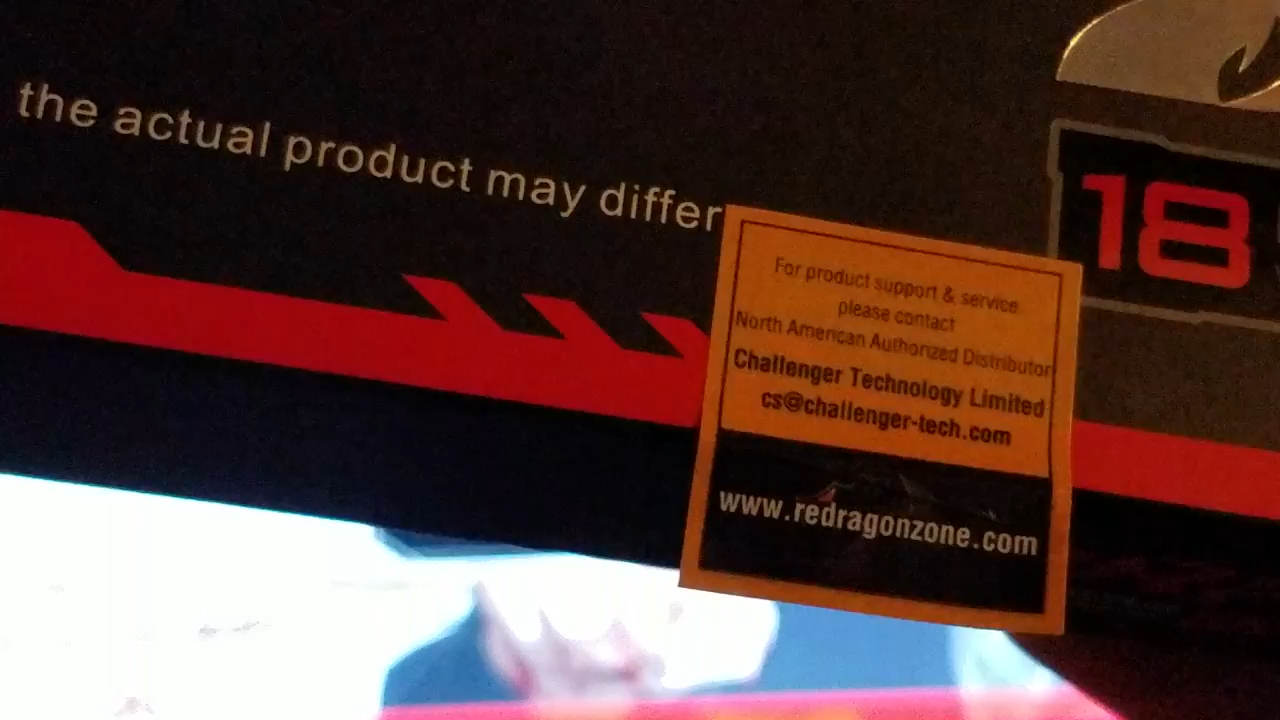 the actual product may differ
18
For product support & service
please contact
North American Authorized Distributor
Challenger Technology Limited
cs@challenger-tech.com
www.redragonzone.com